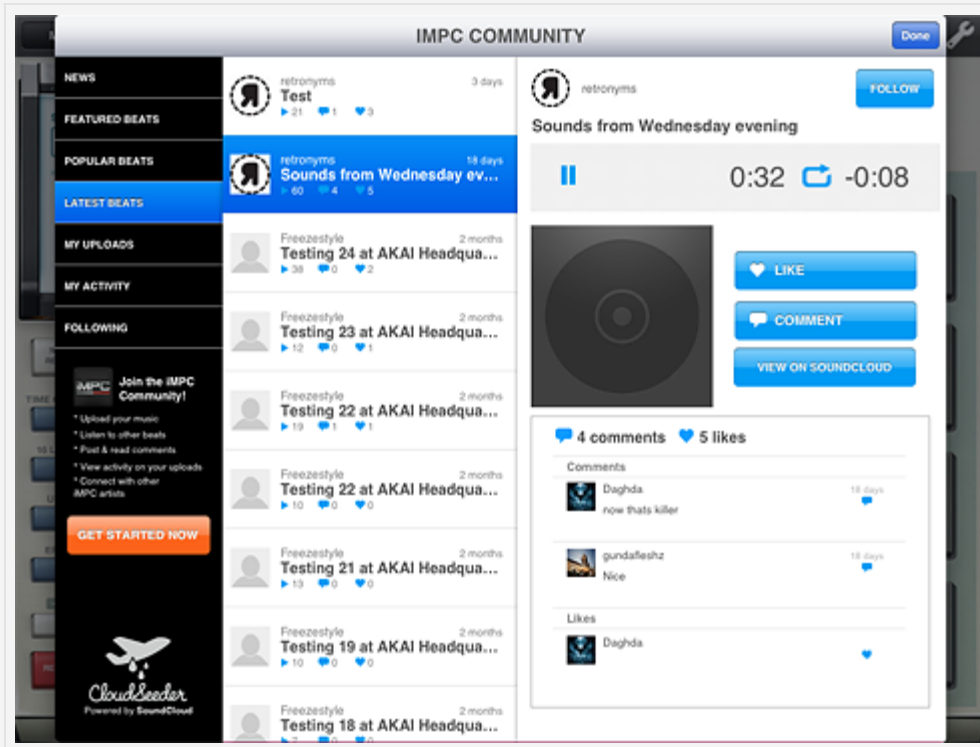 IMPC COMMUNITY
Done
NEWS
FEATURED BEATS
POPULAR BEATS
LATEST BEATS
MY UPLOADS
MY ACTIVITY
FOLLOWING
iMPC
Join the iMPC
Community!
* Upload your music
* Listen to other beats
* Post & read comments
* View activity on your uploads
* Connect with other
iMPC artists
GET STARTED NOW
CloudSeeder
Powered by SoundCloud
retronyms 3 days
Test
21 1 3
retronyms 18 days
Sounds from Wednesday ev...
60 4 5
Freezestyle 2 months
Testing 24 at AKAI Headqua...
38 0 2
Freezestyle 2 months
Testing 23 at AKAI Headqua...
12 0 1
Freezestyle 2 months
Testing 22 at AKAI Headqua...
19 1 1
Freezestyle 2 months
Testing 22 at AKAI Headqua...
10 0 0
Freezestyle 2 months
Testing 21 at AKAI Headqua...
13 0 0
Freezestyle 2 months
Testing 19 at AKAI Headqua...
10 0 0
Freezestyle 2 months
Testing 18 at AKAI Headqua...
retronyms
FOLLOW
Sounds from Wednesday evening
0:32 -0:08
LIKE
COMMENT
VIEW ON SOUNDCLOUD
4 comments 5 likes
Comments
Daghda 18 days
now thats killer
gundafleshz 18 days
Nice
Likes
Daghda